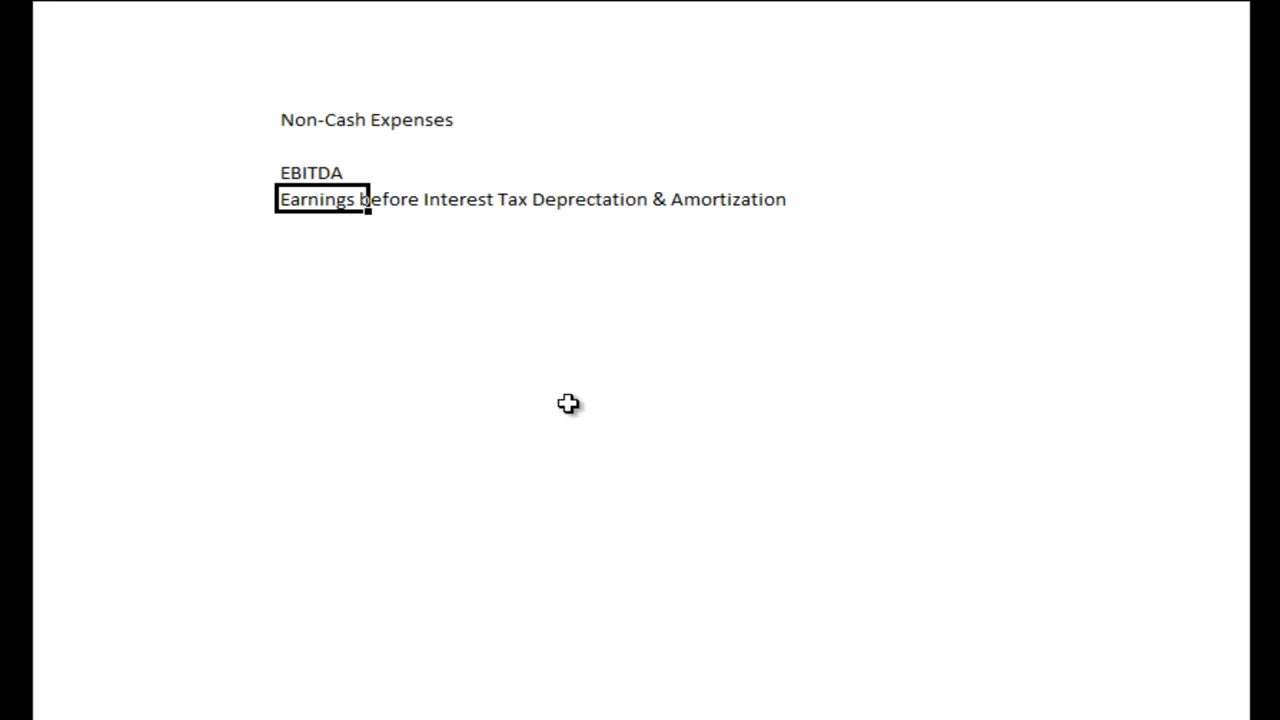 Non-Cash Expenses
EBITDA
Earnings before Interest Tax Deprectation & Amortization